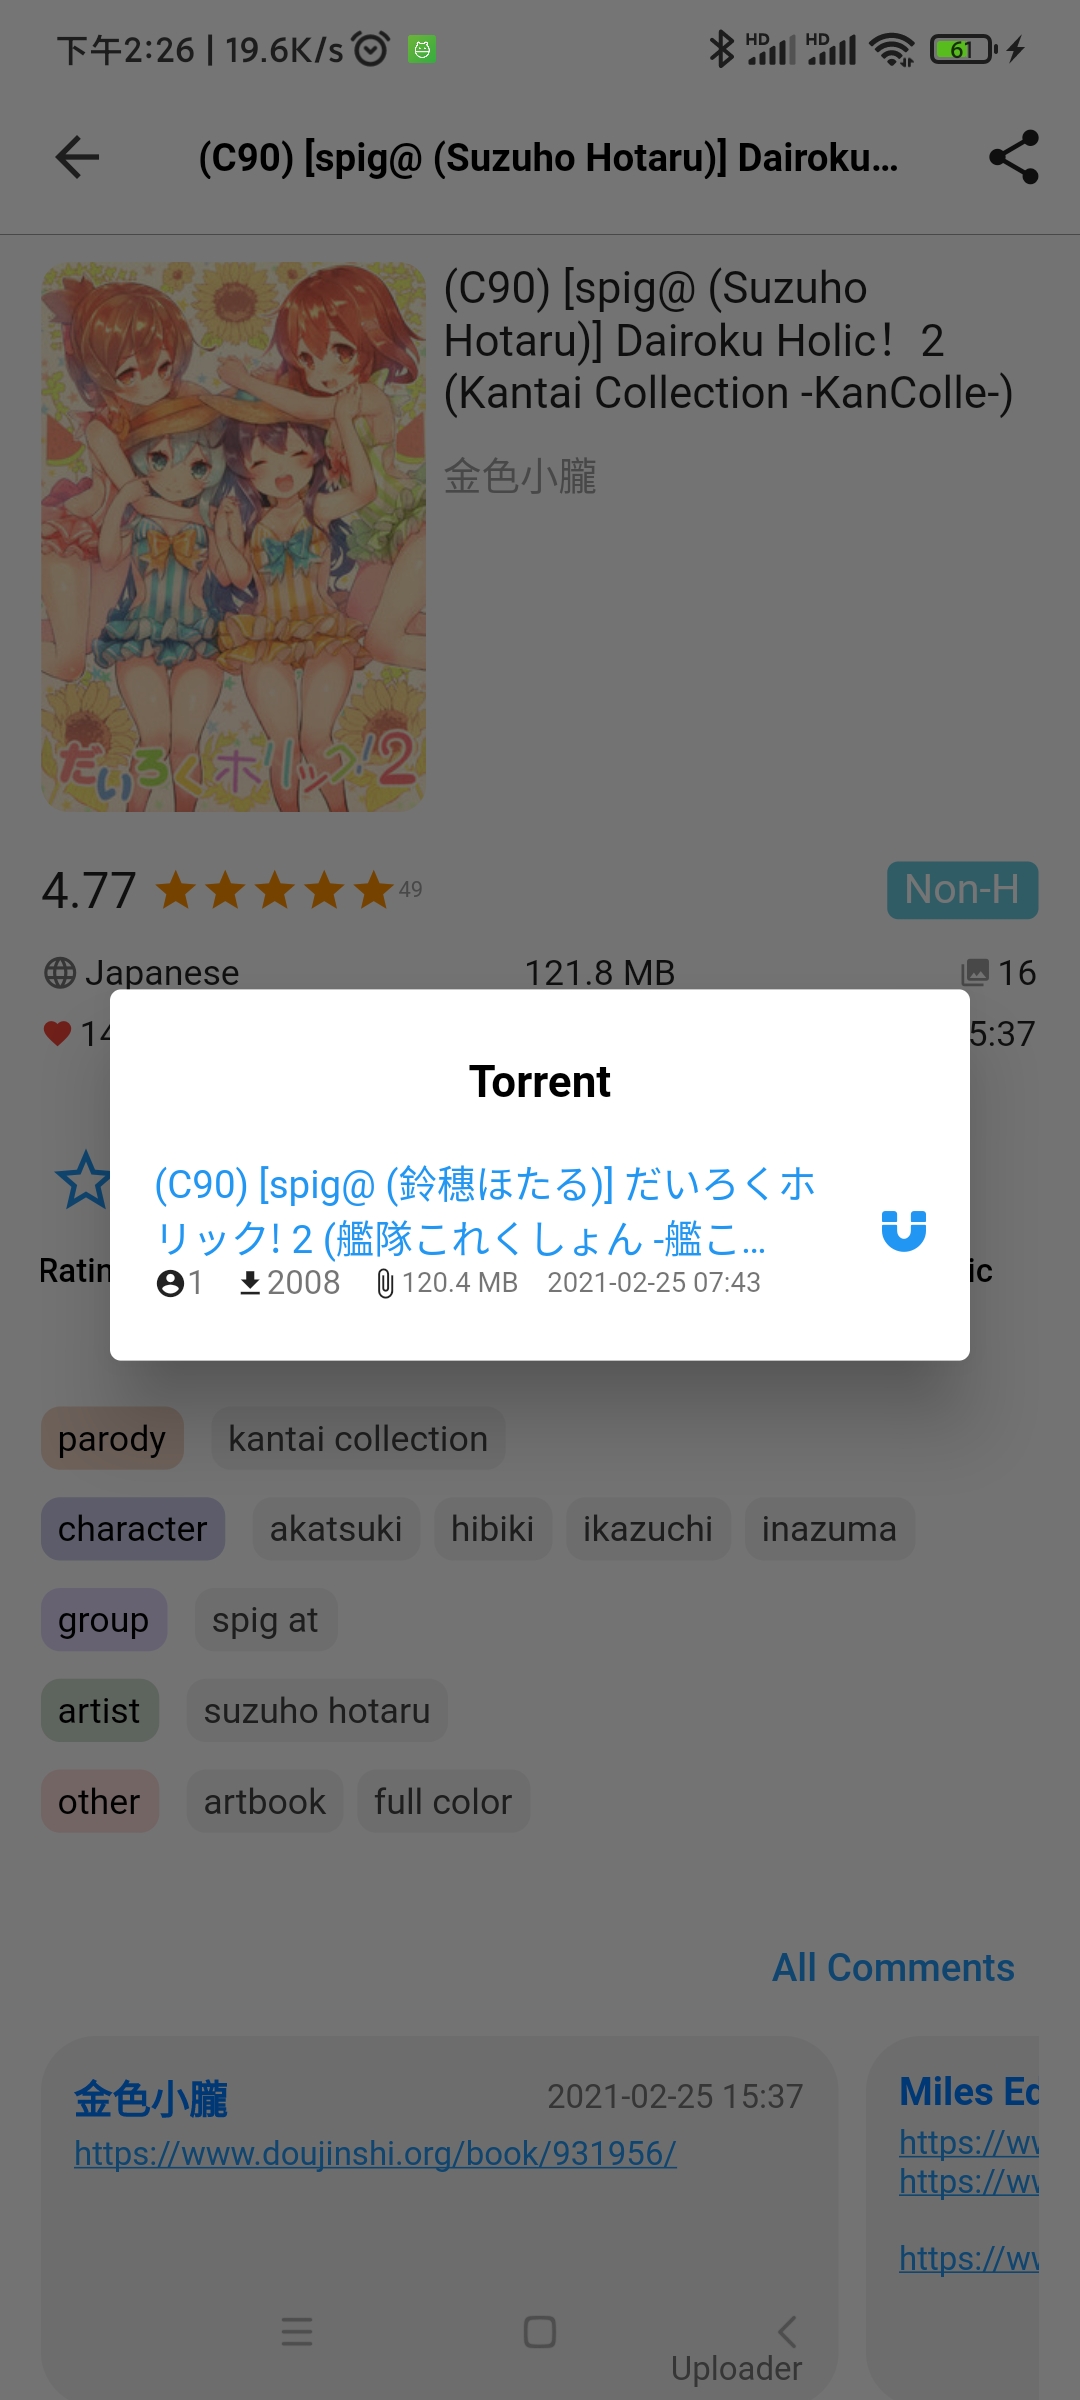 下午2:26 | 19.6K/s
HD HD 61
(C90) [spig@ (Suzuho Hotaru)] Dairoku...
(C90) [spig@ (Suzuho
Hotaru)] Dairoku Holic！ 2
(Kantai Collection -KanColle-)
金色小朧
だいろくホリック!2
4.77 49
Non-H
Japanese 121.8 MB 16
14 5:37
Torrent
(C90) [spig@ (鈴穂ほたる)] だいろくホ
リック! 2 (艦隊これくしょん -艦こ...
1 2008 120.4 MB 2021-02-25 07:43
Ratin ic
parody kantai collection
character akatsuki hibiki ikazuchi inazuma
group spig at
artist suzuho hotaru
other artbook full color
All Comments
金色小朧 2021-02-25 15:37
https://www.doujinshi.org/book/931956/
Uploader
Miles Ed
https://ww
https://ww
https://ww